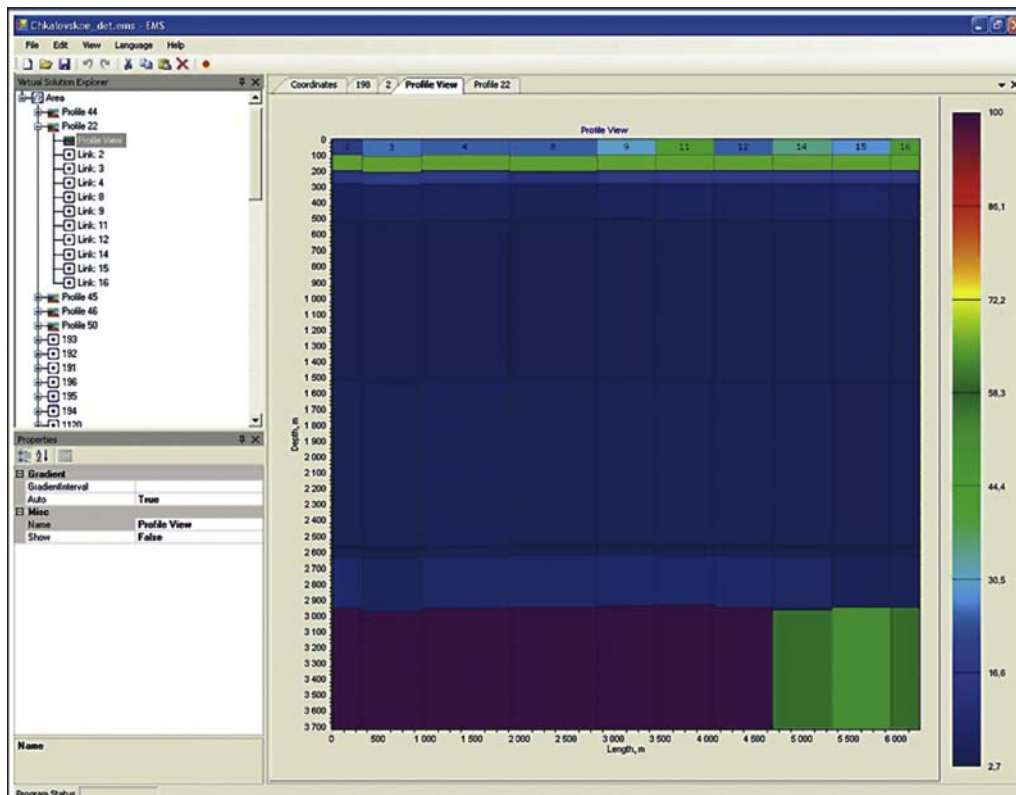 Chkalovskoe_det.ems - EMS
File Edit View Language Help
Virtual Solution Explorer
Area
Profile 44
Profile 22
Profile View
Link: 2
Link: 3
Link: 4
Link: 8
Link: 9
Link: 11
Link: 12
Link: 14
Link: 15
Link: 16
Profile 45
Profile 46
Profile 50
193
192
191
196
195
194
1120
Properties
Gradient
GradientInterval
Auto True
Misc
Name Profile View
Show False
Name
Program Status
Coordinates 198 2 Profile View Profile 22
Profile View
2 3 4 8 9 11 12 14 15 16
Depth, m
0
100
200
300
400
500
600
700
800
900
1 000
1 100
1 200
1 300
1 400
1 500
1 600
1 700
1 800
1 900
2 000
2 100
2 200
2 300
2 400
2 500
2 600
2 700
2 800
2 900
3 000
3 100
3 200
3 300
3 400
3 500
3 600
3 700
0 500 1 000 1 500 2 000 2 500 3 000 3 500 4 000 4 500 5 000 5 500 6 000
Length, m
100
86,1
72,2
58,3
44,4
30,5
16,6
2,7